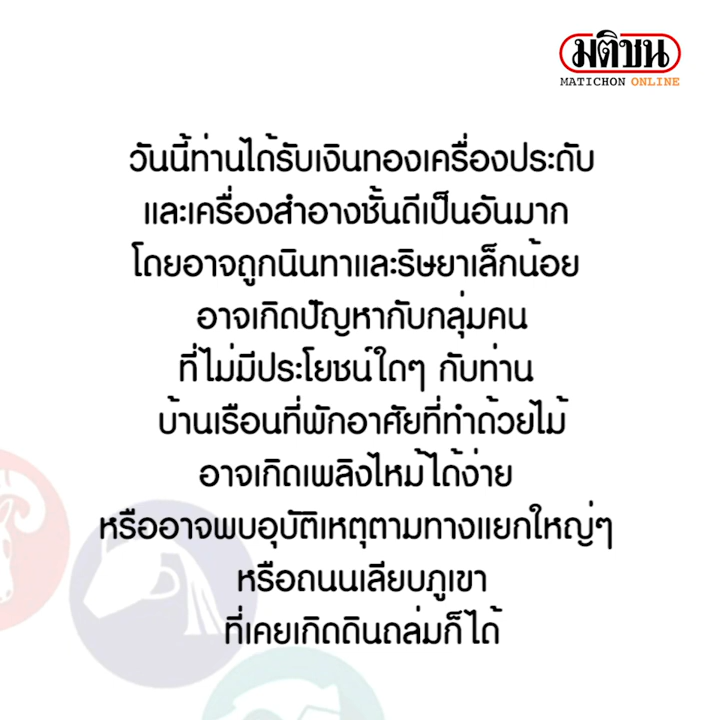 มติชน
MATICHON ONLINE
วันนี้ท่านได้รับเงินทองเครื่องประดับ
และเครื่องสำอางชั้นดีเป็นอันมาก
โดยอาจถูกนินทาและริษยาเล็กน้อย
อาจเกิดปัญหากับกลุ่มคน
ที่ไม่มีประโยชน์ใดๆ กับท่าน
บ้านเรือนที่พักอาศัยที่ทำด้วยไม้
อาจเกิดเพลิงไหม้ได้ง่าย
หรืออาจพบอุบัติเหตุตามทางแยกใหญ่ๆ
หรือถนนเลียบภูเขา
ที่เคยเกิดดินถล่มก็ได้